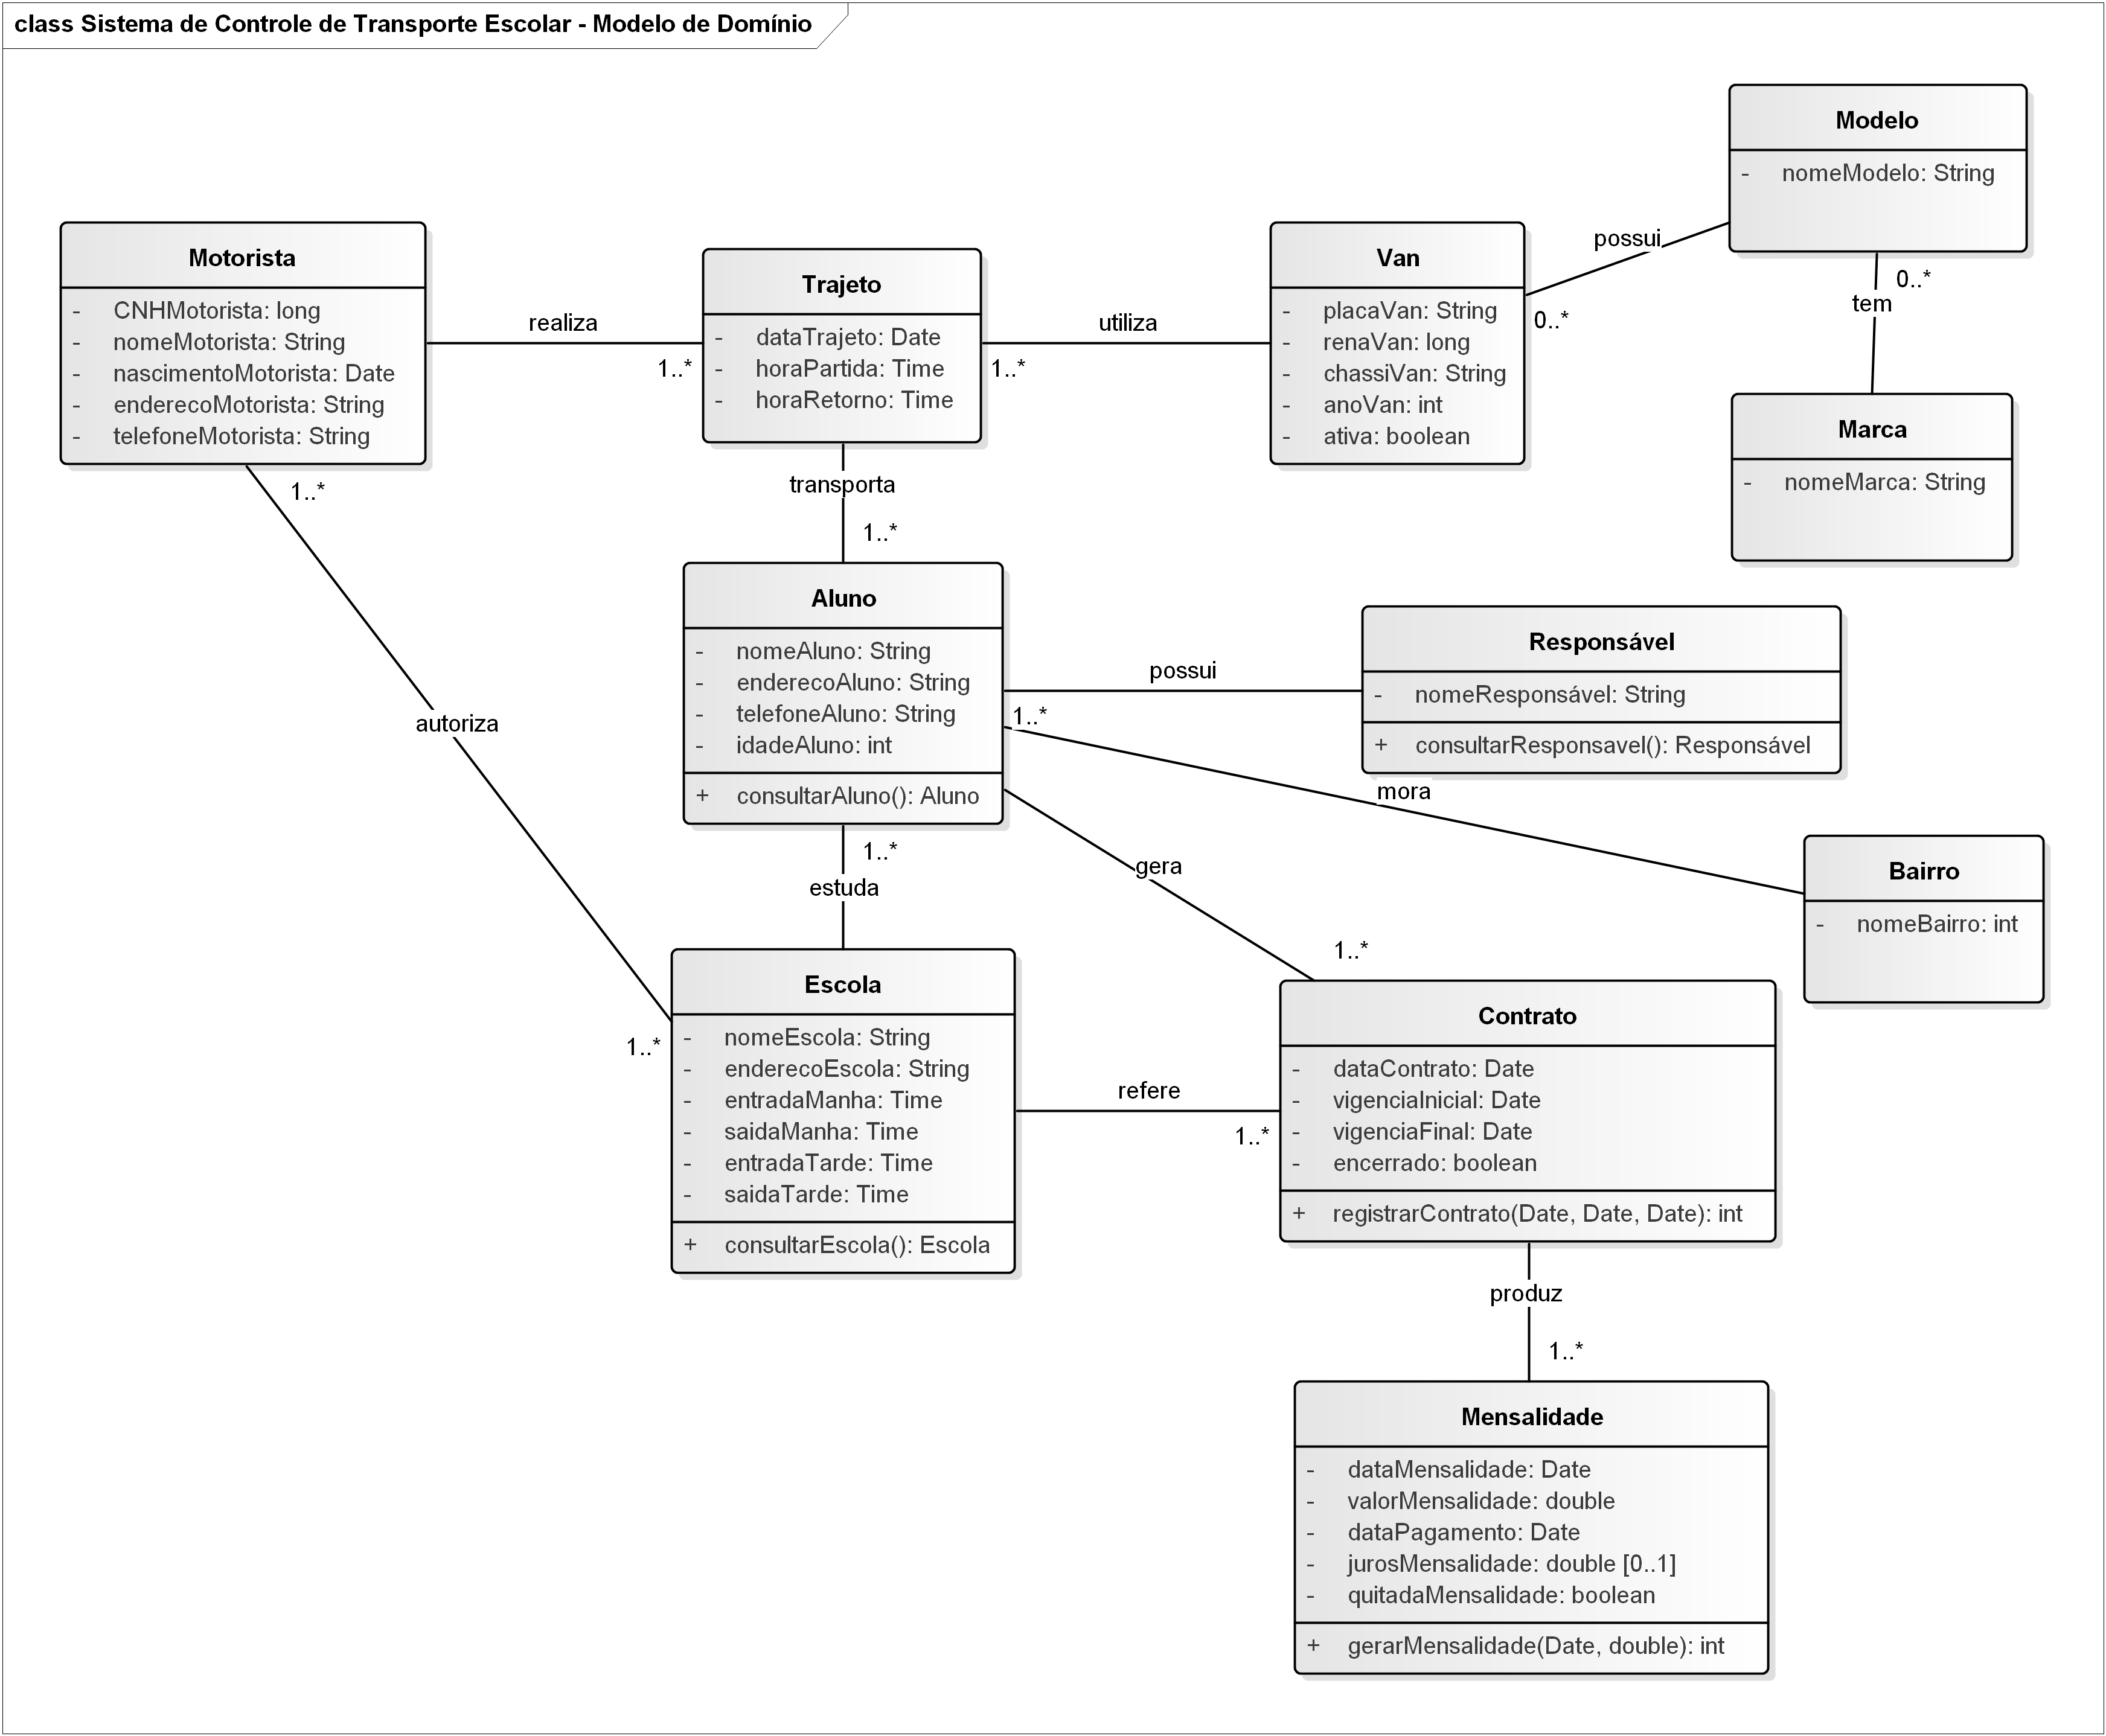 class Sistema de Controle de Transporte Escolar - Modelo de Domínio
Modelo
- nomeModelo: String
possui
0..*
0..*
tem
Marca
- nomeMarca: String
Motorista
- CNHMotorista: long
- nomeMotorista: String
- nascimentoMotorista: Date
- enderecoMotorista: String
- telefoneMotorista: String
realiza
1..*
Trajeto
- dataTrajeto: Date
- horaPartida: Time
- horaRetorno: Time
utiliza
1..*
Van
- placaVan: String
- renaVan: long
- chassiVan: String
- anoVan: int
- ativa: boolean
1..*
transporta
1..*
Aluno
- nomeAluno: String
- enderecoAluno: String
- telefoneAluno: String
- idadeAluno: int
+ consultarAluno(): Aluno
possui
1..*
Responsável
- nomeResponsável: String
+ consultarResponsavel(): Responsável
autoriza
mora
Bairro
- nomeBairro: int
1..*
estuda
gera
1..*
1..*
Escola
- nomeEscola: String
- enderecoEscola: String
- entradaManha: Time
- saidaManha: Time
- entradaTarde: Time
- saidaTarde: Time
+ consultarEscola(): Escola
refere
1..*
Contrato
- dataContrato: Date
- vigenciaInicial: Date
- vigenciaFinal: Date
- encerrado: boolean
+ registrarContrato(Date, Date, Date): int
produz
1..*
Mensalidade
- dataMensalidade: Date
- valorMensalidade: double
- dataPagamento: Date
- jurosMensalidade: double [0..1]
- quitadaMensalidade: boolean
+ gerarMensalidade(Date, double): int